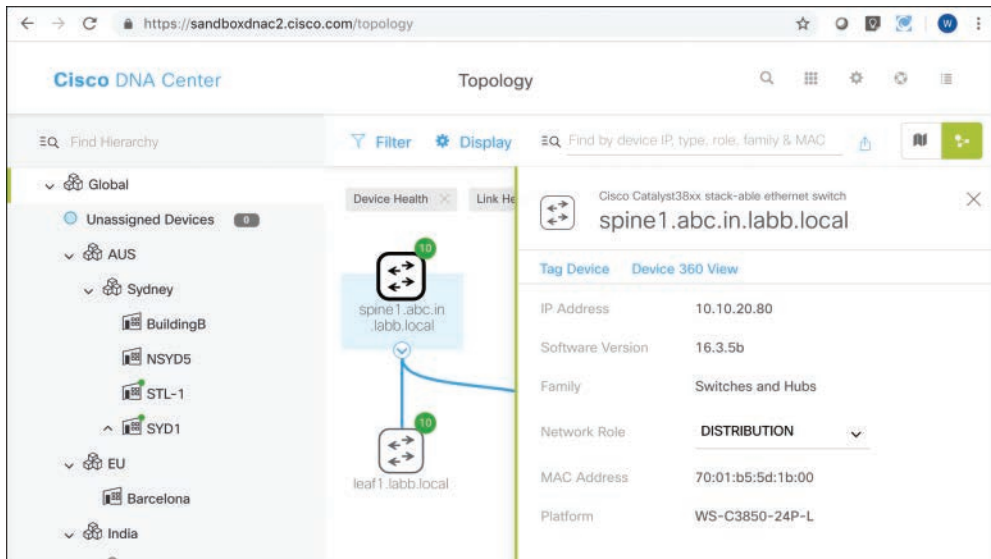 https://sandboxdnac2.cisco.com/topology
W
Cisco DNA Center
Topology
Find Hierarchy
Filter
Display
Find by device IP, type, role, family & MAC
Global
Unassigned Devices 0
AUS
Sydney
BuildingB
NSYD5
STL-1
SYD1
EU
Barcelona
India
Device Health
Link He
10
spine1.abc.in
.labb.local
10
leaf1.labb.local
Cisco Catalyst38xx stack-able ethernet switch
spine1.abc.in.labb.local
Tag Device
Device 360 View
IP Address 10.10.20.80
Software Version 16.3.5b
Family Switches and Hubs
Network Role DISTRIBUTION
MAC Address 70:01:b5:5d:1b:00
Platform WS-C3850-24P-L